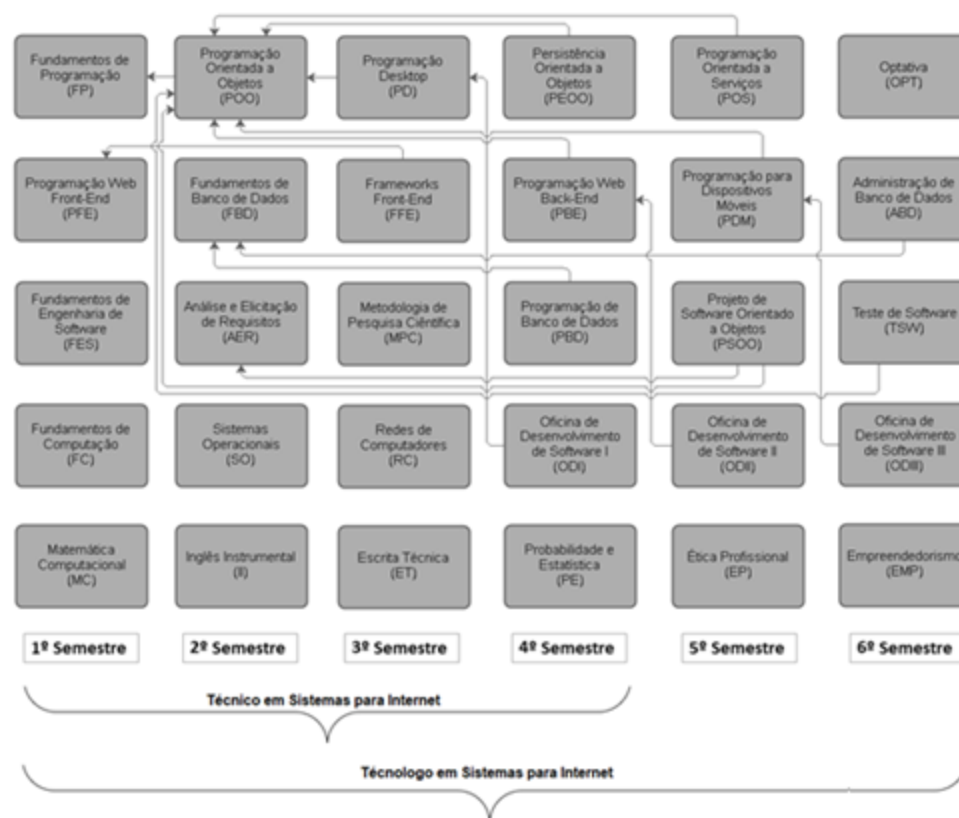 Fundamentos de
Programação
(FP)
Programação
Orientada a
Objetos
(POO)
Programação
Desktop
(PD)
Persistência
Orientada a
Objetos
(PEOO)
Programação
Orientada a
Serviços
(POS)
Optativa
(OPT)
Programação Web
Front-End
(PFE)
Fundamentos de
Banco de Dados
(FBD)
Frameworks
Front-End
(FFE)
Programação Web
Back-End
(PBE)
Programação para
Dispositivos
Móveis
(PDM)
Administração de
Banco de Dados
(ABD)
Fundamentos de
Engenharia de
Software
(FES)
Análise e Elicitação
de Requisitos
(AER)
Metodologia de
Pesquisa Ciêntífica
(MPC)
Programação de
Banco de Dados
(PBD)
Projeto de
Software Orientado
a Objetos
(PSOO)
Teste de Software
(TSW)
Fundamentos de
Computação
(FC)
Sistemas
Operacionais
(SO)
Redes de
Computadores
(RC)
Oficina de
Desenvolvimento
de Software I
(ODI)
Oficina de
Desenvolvimento
de Software II
(ODII)
Oficina de
Desenvolvimento
de Software III
(ODIII)
Matemática
Computacional
(MC)
Inglês Instrumental
(II)
Escrita Técnica
(ET)
Probabilidade e
Estatística
(PE)
Ética Profissional
(EP)
Empreendedorismo
(EMP)
1º Semestre
2º Semestre
3º Semestre
4º Semestre
5º Semestre
6º Semestre
Técnico em Sistemas para Internet
Técnologo em Sistemas para Internet